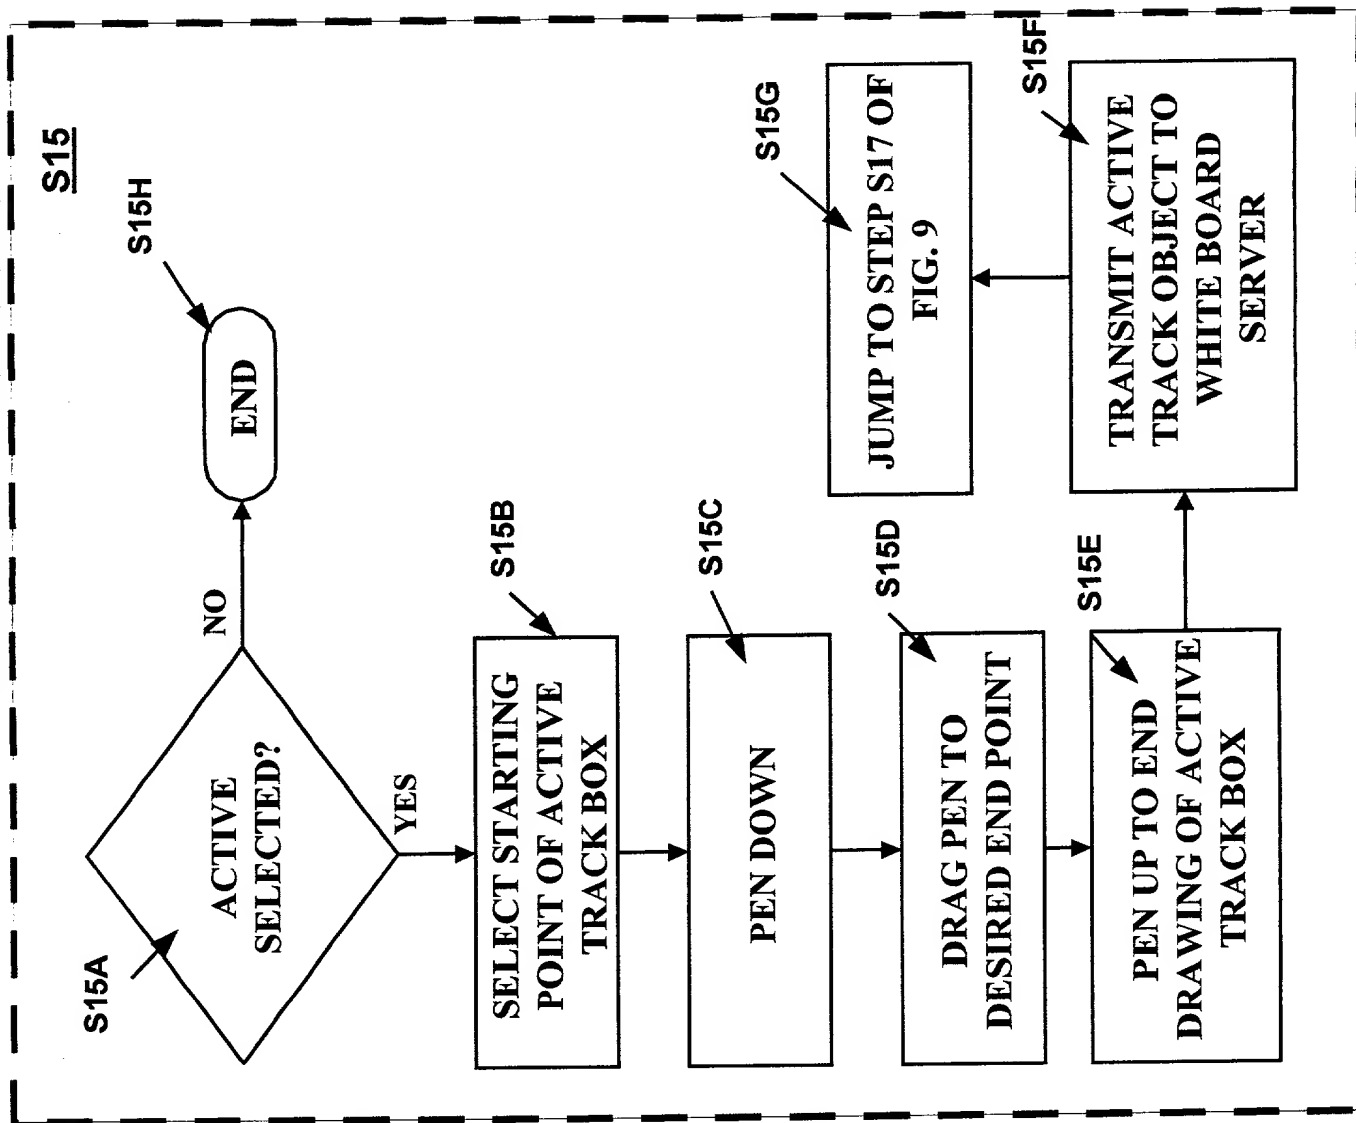 S15
S15A
ACTIVE
SELECTED?
NO
S15H
END
YES
S15B
SELECT STARTING
POINT OF ACTIVE
TRACK BOX
S15C
PEN DOWN
S15D
DRAG PEN TO
DESIRED END POINT
S15E
PEN UP TO END
DRAWING OF ACTIVE
TRACK BOX
S15F
TRANSMIT ACTIVE
TRACK OBJECT TO
WHITE BOARD
SERVER
S15G
JUMP TO STEP S17 OF
FIG. 9